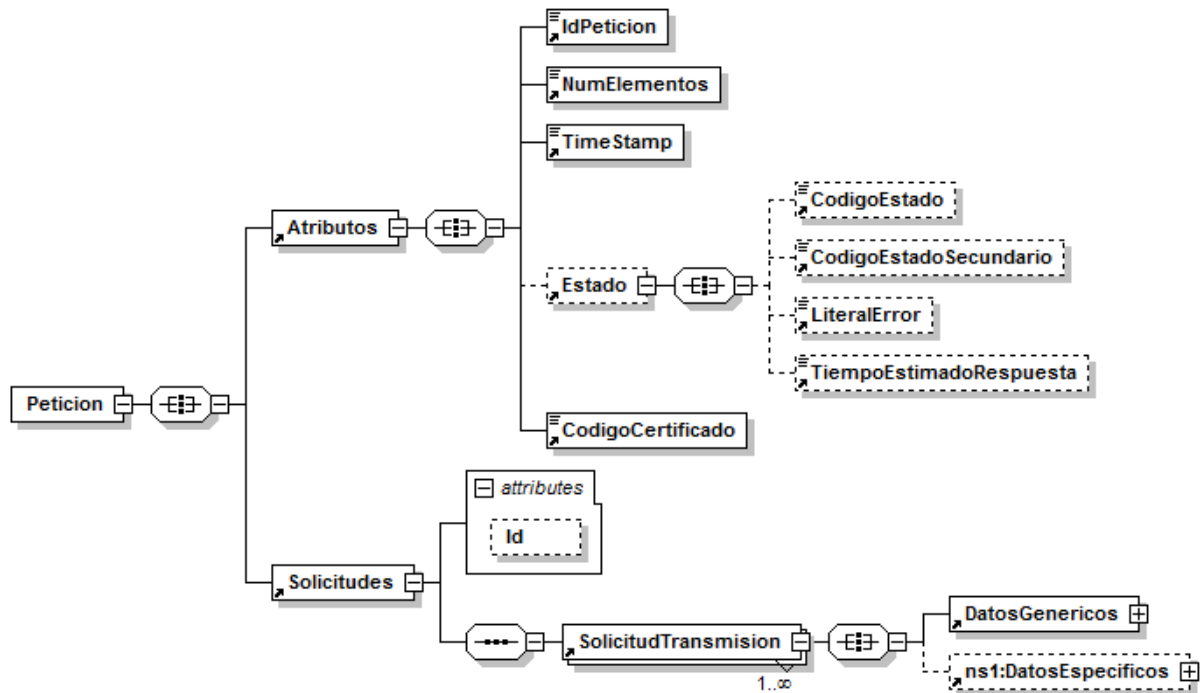 IdPeticion
NumElementos
TimeStamp
CodigoEstado
Atributos
CodigoEstadoSecundario
Estado
LiteralError
TiempoEstimadoRespuesta
Peticion
CodigoCertificado
attributes
Id
Solicitudes
DatosGenericos
SolicitudTransmision
ns1:DatosEspecificos
1..∞